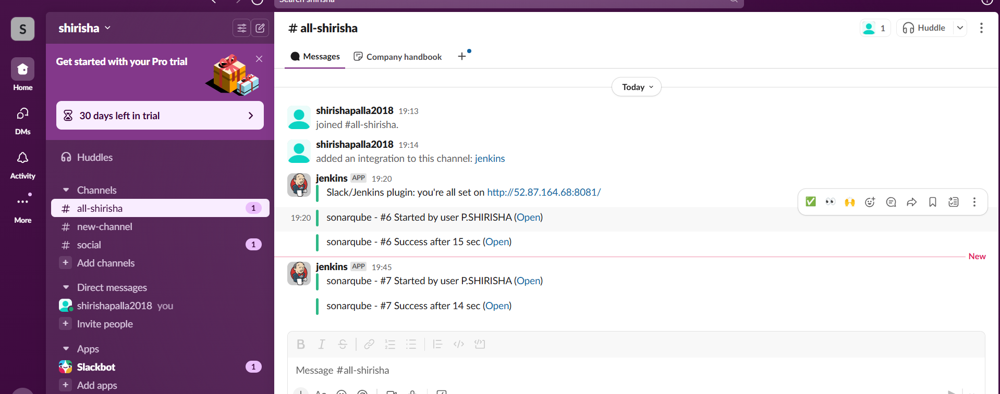 Search shirisha
S
Home
DMs
Activity
More
shirisha
Get started with your Pro trial
30 days left in trial
Huddles
Channels
# all-shirisha 1
# new-channel
# social 1
+ Add channels
Direct messages
shirishapalla2018 you
+ Invite people
Apps
Slackbot 1
+ Add apps
# all-shirisha
1
Huddle
Messages
Company handbook
+
Today
shirishapalla2018 19:13
joined #all-shirisha.
shirishapalla2018 19:14
added an integration to this channel: jenkins
jenkins APP 19:20
Slack/Jenkins plugin: you're all set on http://52.87.164.68:8081/
19:20 sonarqube - #6 Started by user P.SHIRISHA (Open)
sonarqube - #6 Success after 15 sec (Open)
New
jenkins APP 19:45
sonarqube - #7 Started by user P.SHIRISHA (Open)
sonarqube - #7 Success after 14 sec (Open)
B I S
Message #all-shirisha
Aa